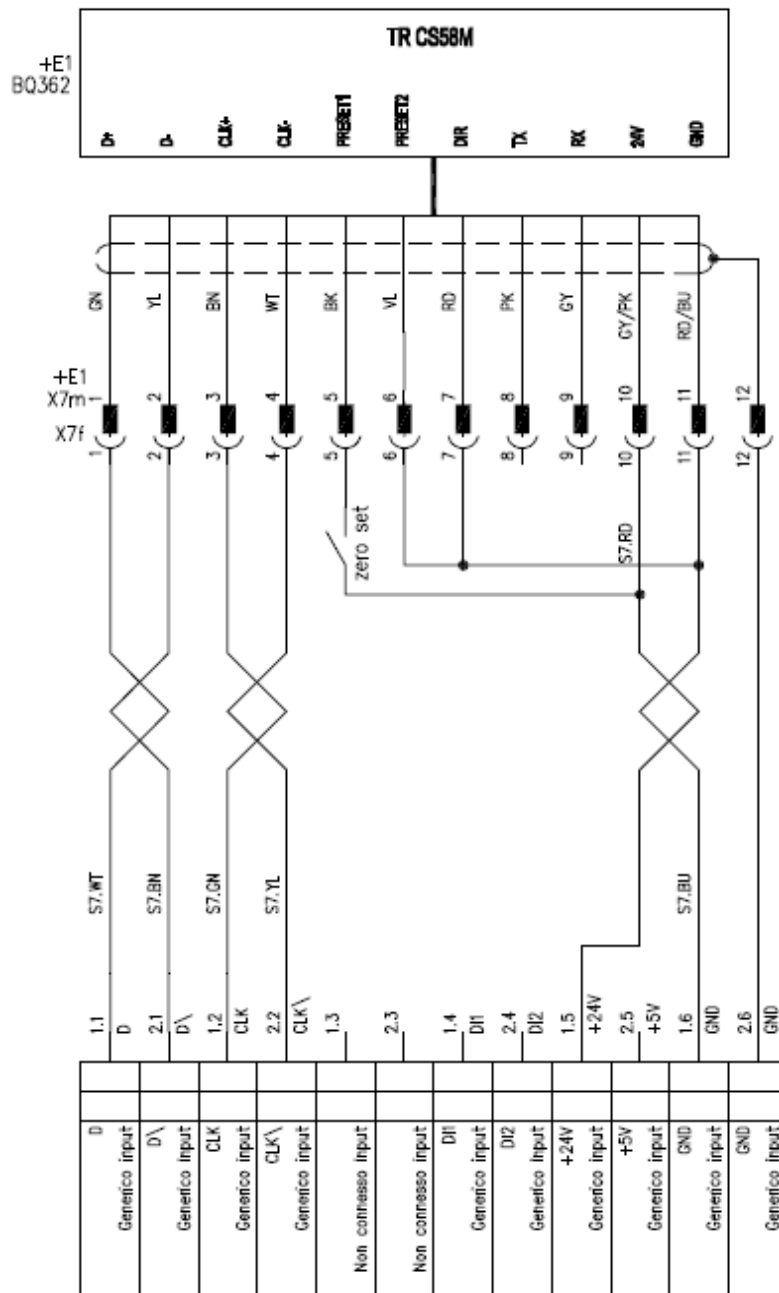 TR CS58M
+E1
BQ362
D+ D- CLK+ CLK- PRESET1 PRESET2 DIR TX RX 24V GND
GN YL BN WT BK VL RD PK GY GY/PK RD/BU
+E1
X7m 1 2 3 4 5 6 7 8 9 10 11 12
X7f 1 2 3 4 5 6 7 8 9 10 11 12
zero set
S7.RD
S7.WT S7.BN S7.GN S7.YL S7.BU
1.1 2.1 1.2 2.2 1.3 2.3 1.4 2.4 1.5 2.5 1.6 2.6
D D\ CLK CLK\ DI1 DI2 +24V +5V GND GND
D
Generico input
D\
Generico input
CLK
Generico input
CLK\
Generico input
Non connesso input
Non connesso input
DI1
Generico input
DI2
Generico input
+24V
Generico input
+5V
Generico input
GND
Generico input
GND
Generico input